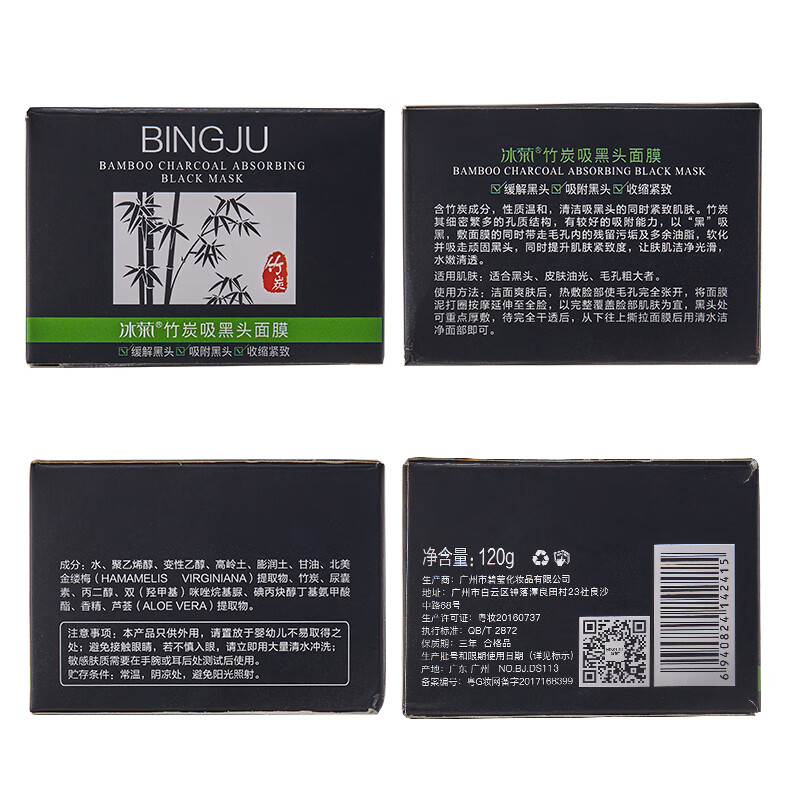 BINGJU
BAMBOO CHARCOAL ABSORBING
BLACK MASK
竹炭
冰菊®竹炭吸黑头面膜
缓解黑头 吸附黑头 收缩紧致
冰菊®竹炭吸黑头面膜
BAMBOO CHARCOAL ABSORBING BLACK MASK
缓解黑头 吸附黑头 收缩紧致
含竹炭成分，性质温和，清洁吸黑头的同时紧致肌肤。竹炭
其细密繁多的孔质结构，有较好的吸附能力，以“黑”吸
黑，敷面膜的同时带走毛孔内的残留污垢及多余油脂，软化
并吸走顽固黑头，同时提升肌肤紧致度，让肤肌洁净光滑，
水嫩清透。
适用肌肤：适合黑头、皮肤油光、毛孔粗大者。
使用方法：洁面爽肤后，热敷脸部使毛孔完全张开，将面膜
泥打圈按摩延伸至全脸，以完整覆盖脸部肌肤为宜，黑头处
可重点厚敷，待完全干透后，从下往上撕拉面膜后用清水洁
净面部即可。
成分：水、聚乙烯醇、变性乙醇、高岭土、膨润土、甘油、北美
金缕梅（HAMAMELIS VIRGINIANA）提取物、竹炭、尿囊
素、丙二醇、双（羟甲基）咪唑烷基脲、碘丙炔醇丁基氨甲酸
酯、香精、芦荟（ALOE VERA）提取物。
注意事项：本产品只供外用，请置放于婴幼儿不易取得之
处；避免接触眼睛，若不慎入眼，请立即用大量清水冲洗；
敏感肤质需要在手腕或耳后处测试后使用。
贮存条件：常温，阴凉处，避免阳光照射。
净含量：120g
生产商：广州市碧莹化妆品有限公司
地址：广州市白云区钟落潭良田村23社良沙
中路68号
生产许可证：粤妆20160737
执行标准：QB/T 2872
保质期：三年 合格品
生产批号和限期使用日期（详见标示）
产地：广东 广州 NO:BJ.DS113
备案编号：粤G妆网备字2017168399
BINGJU
6940824142415